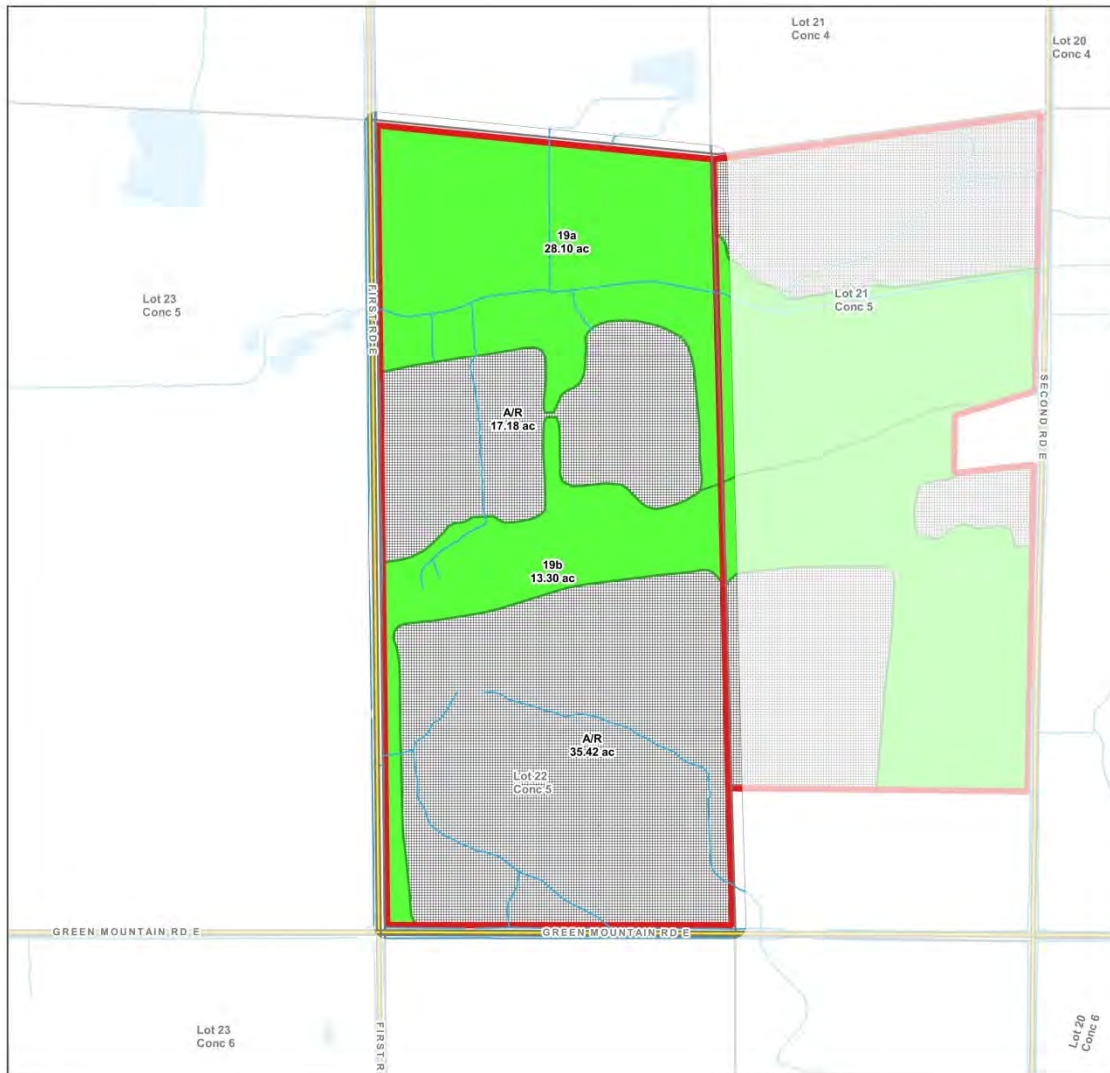 Lot 21
Conc 4
Lot 20
Conc 4
19a
28.10 ac
Lot 23
Conc 5
FIRST RD E
Lot 21
Conc 5
SECOND RD E
A/R
17.18 ac
19b
13.30 ac
A/R
35.42 ac
Lot 22
Conc 5
GREEN MOUNTAIN RD E
GREEN MOUNTAIN RD E
Lot 23
Conc 6
FIRST R
Lot 20
Conc 6